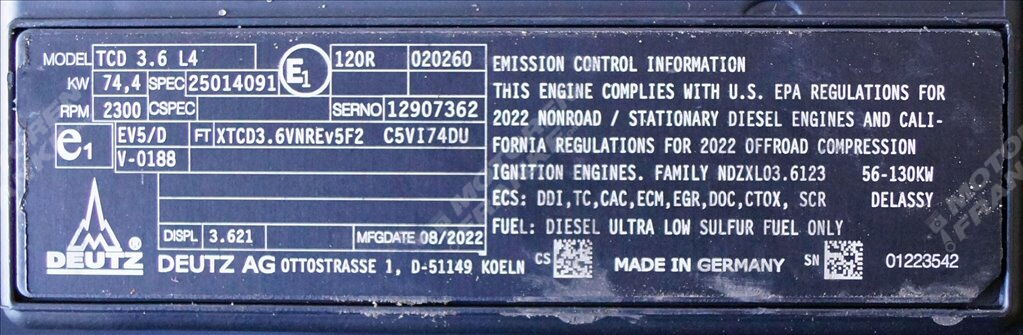 MODEL TCD 3.6 L4 E1 120R 020260
KW 74,4 SPEC 25014091
RPM 2300 CSPEC SERNO 12907362
e1 EV5/D FT XTCD3.6VNREv5F2 C5VI74DU
V-0188
DISPL 3.621 MFGDATE 08/2022
EMISSION CONTROL INFORMATION
THIS ENGINE COMPLIES WITH U.S. EPA REGULATIONS FOR
2022 NONROAD / STATIONARY DIESEL ENGINES AND CALI-
FORNIA REGULATIONS FOR 2022 OFFROAD COMPRESSION
IGNITION ENGINES. FAMILY NDZXL03.6123 56-130KW
ECS: DDI,TC,CAC,ECM,EGR,DOC,CTOX, SCR DELASSY
FUEL: DIESEL ULTRA LOW SULFUR FUEL ONLY
DEUTZ ®
DEUTZ AG OTTOSTRASSE 1, D-51149 KOELN CS MADE IN GERMANY SN 01223542